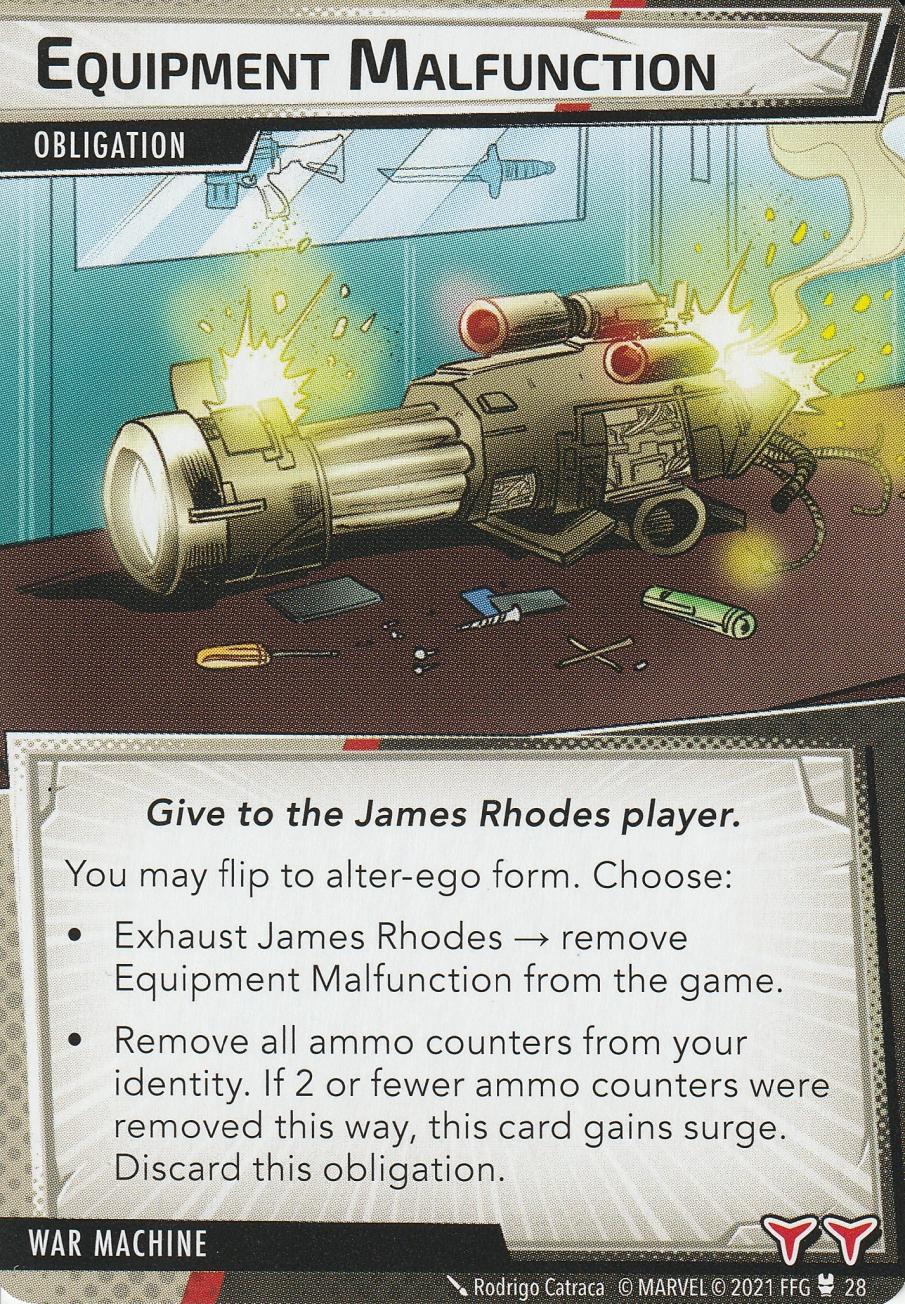 EQUIPMENT MALFUNCTION
OBLIGATION
Give to the James Rhodes player.
You may flip to alter-ego form. Choose:
• Exhaust James Rhodes → remove
Equipment Malfunction from the game.
• Remove all ammo counters from your
identity. If 2 or fewer ammo counters were
removed this way, this card gains surge.
Discard this obligation.
WAR MACHINE
Rodrigo Catraca © MARVEL © 2021 FFG 28